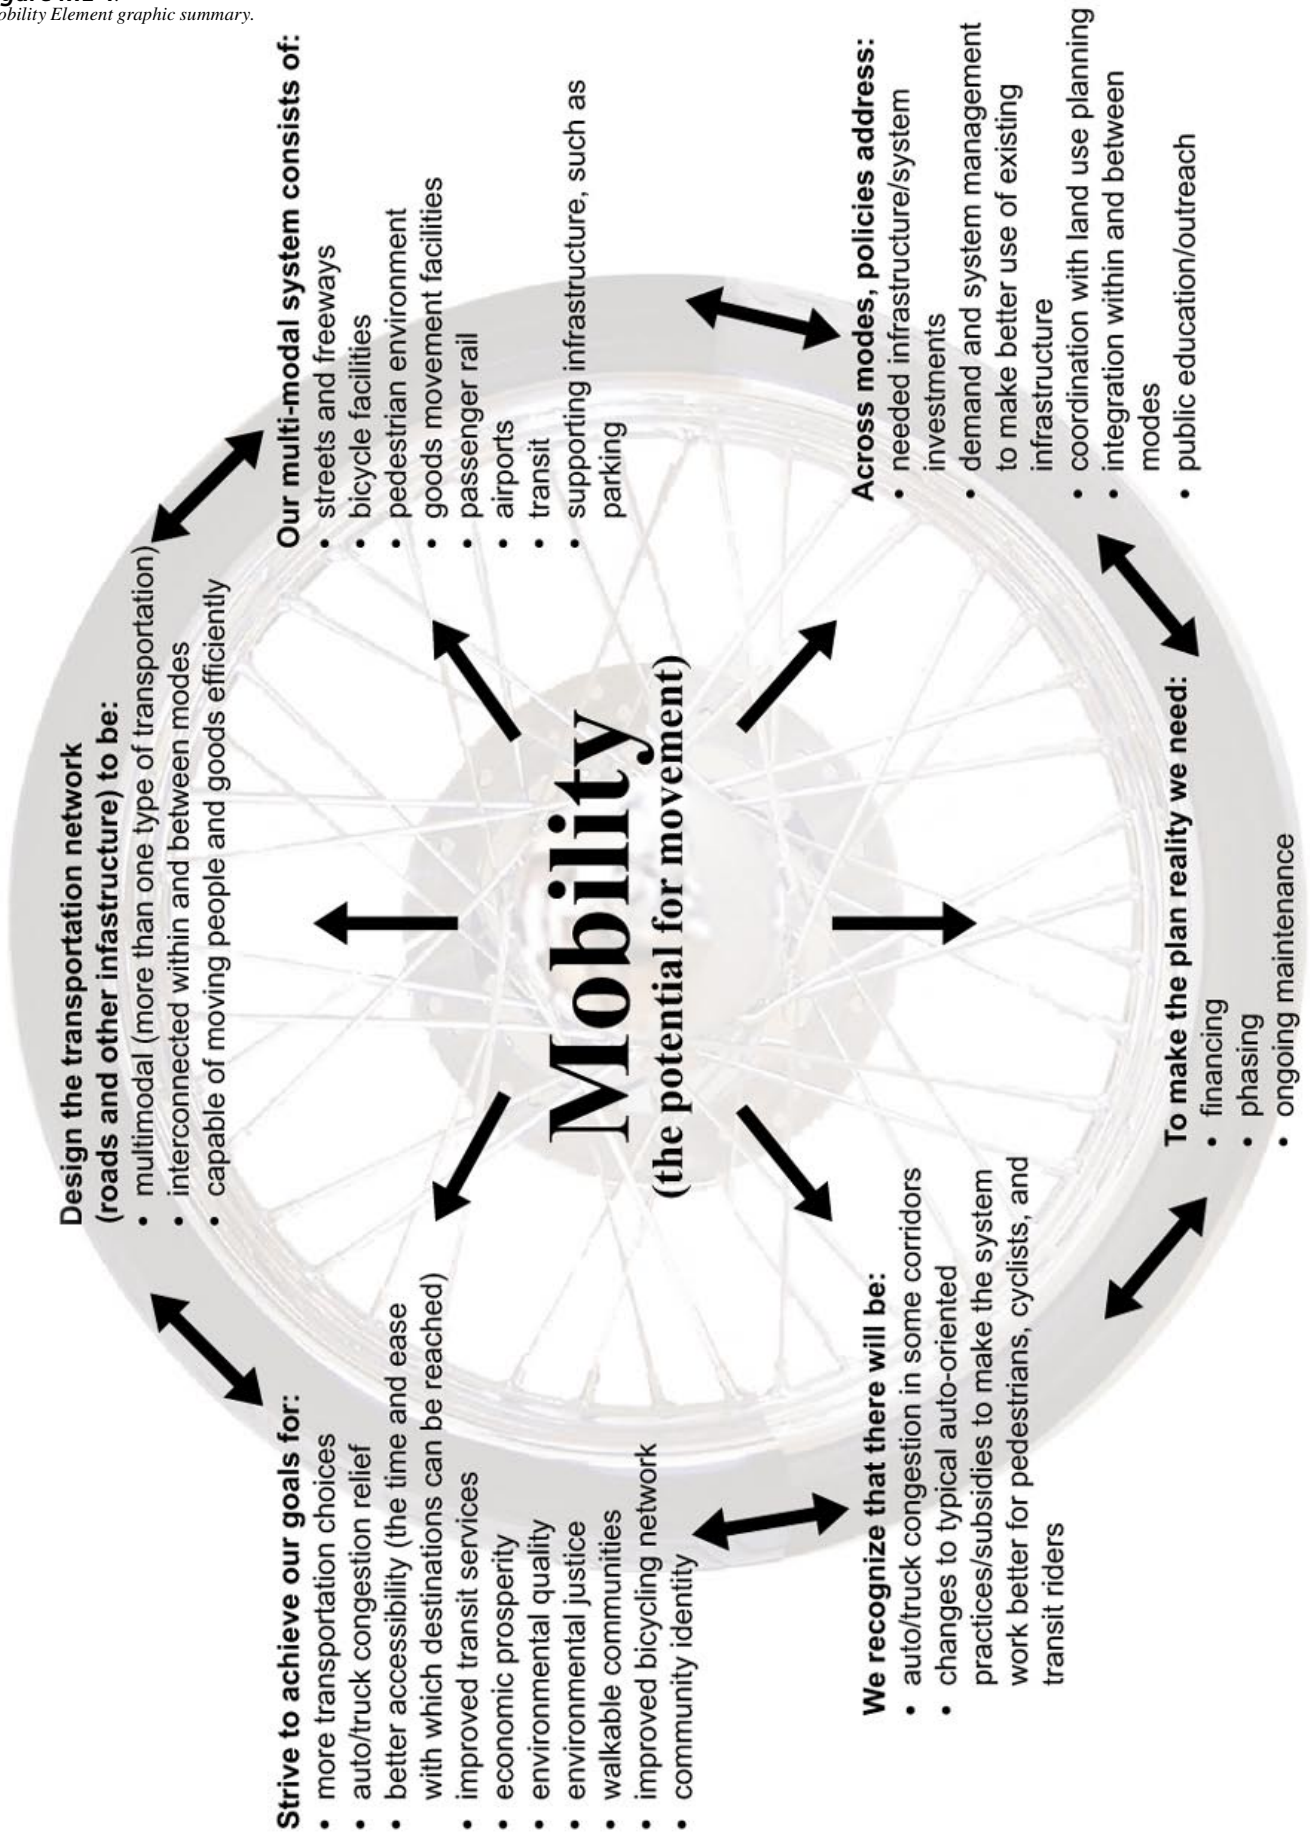 obility Element graphic summary.
Design the transportation network
(roads and other infastructure) to be:
• multimodal (more than one type of transportation)
• interconnected within and between modes
• capable of moving people and goods efficiently
Strive to achieve our goals for:
• more transportation choices
• auto/truck congestion relief
• better accessibility (the time and ease
with which destinations can be reached)
• improved transit services
• economic prosperity
• environmental quality
• environmental justice
• walkable communities
• improved bicycling network
• community identity
Our multi-modal system consists of:
• streets and freeways
• bicycle facilities
• pedestrian environment
• goods movement facilities
• passenger rail
• airports
• transit
• supporting infrastructure, such as
parking
Mobility
(the potential for movement)
We recognize that there will be:
• auto/truck congestion in some corridors
• changes to typical auto-oriented
practices/subsidies to make the system
work better for pedestrians, cyclists, and
transit riders
Across modes, policies address:
• needed infrastructure/system
investments
• demand and system management
to make better use of existing
infrastructure
• coordination with land use planning
• integration within and between
modes
• public education/outreach
To make the plan reality we need:
• financing
• phasing
• ongoing maintenance